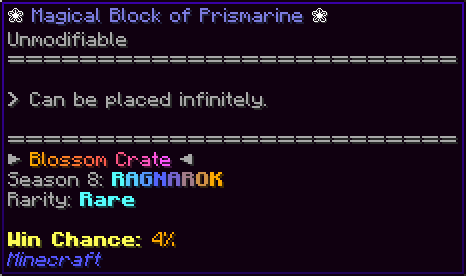 ❀ Magical Block of Prismarine ❀
Unmodifiable
==============================
> Can be placed infinitely.
==============================
► Blossom Crate ◄
Season 8: RAGNAROK
Rarity: Rare
Win Chance: 4%
Minecraft